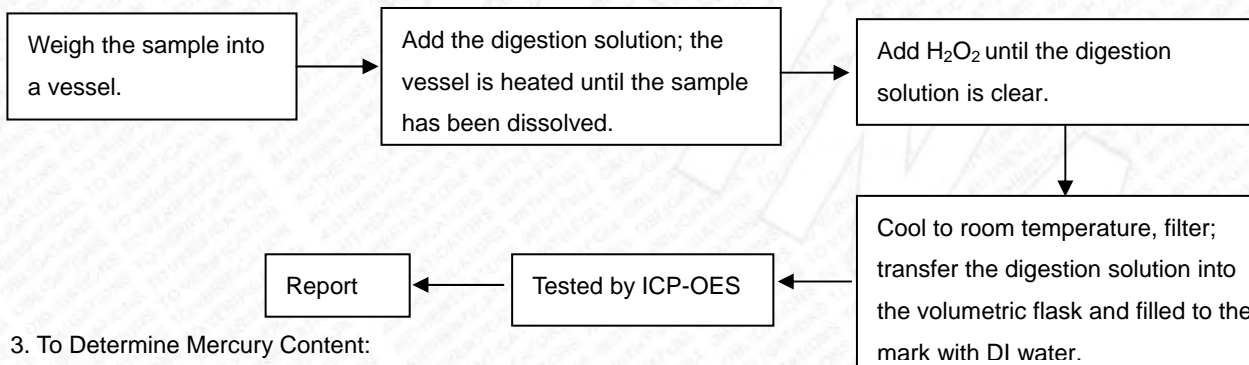 Weigh the sample into
a vessel.
Add the digestion solution; the
vessel is heated until the sample
has been dissolved.
Add H₂O₂ until the digestion
solution is clear.
Cool to room temperature, filter;
transfer the digestion solution into
the volumetric flask and filled to the
mark with DI water.
Tested by ICP-OES
Report
3. To Determine Mercury Content: